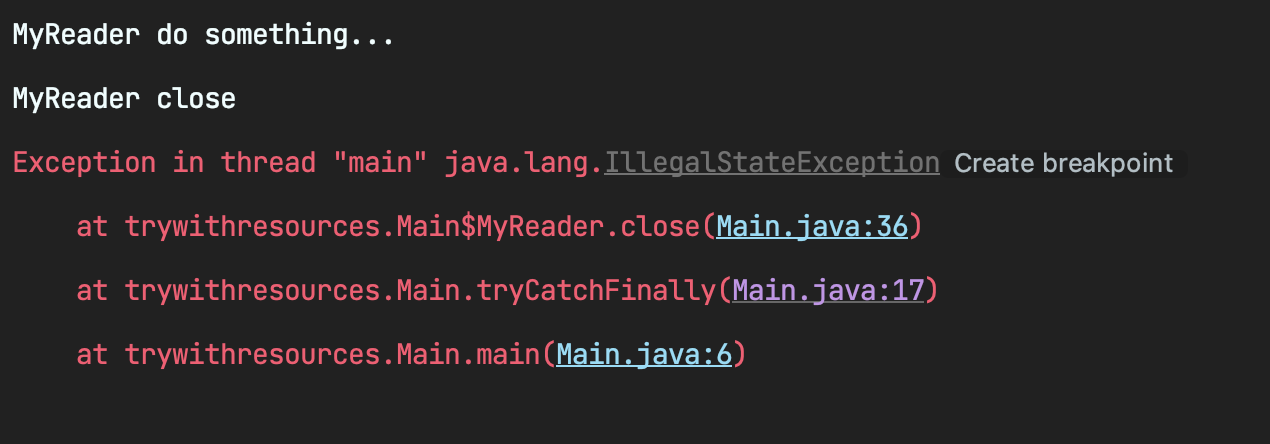 MyReader do something...
MyReader close
Exception in thread "main" java.lang.IllegalStateException Create breakpoint
    at trywithresources.Main$MyReader.close(Main.java:36)
    at trywithresources.Main.tryCatchFinally(Main.java:17)
    at trywithresources.Main.main(Main.java:6)